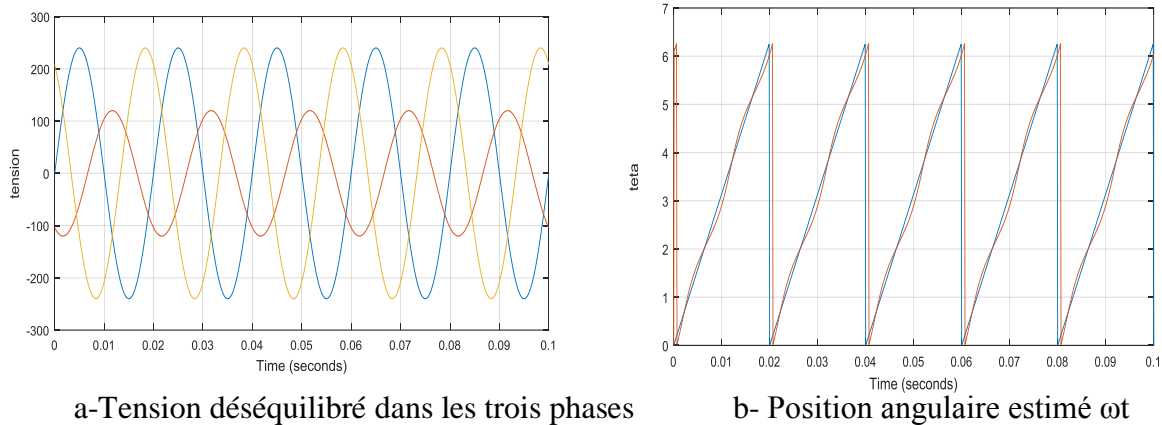 300
200
100
0
-100
-200
-300
tension
0 0.01 0.02 0.03 0.04 0.05 0.06 0.07 0.08 0.09 0.1
Time (seconds)
a-Tension déséquilibré dans les trois phases
7
6
5
4
3
2
1
0
teta
0 0.01 0.02 0.03 0.04 0.05 0.06 0.07 0.08 0.09 0.1
Time (seconds)
b- Position angulaire estimé ωt